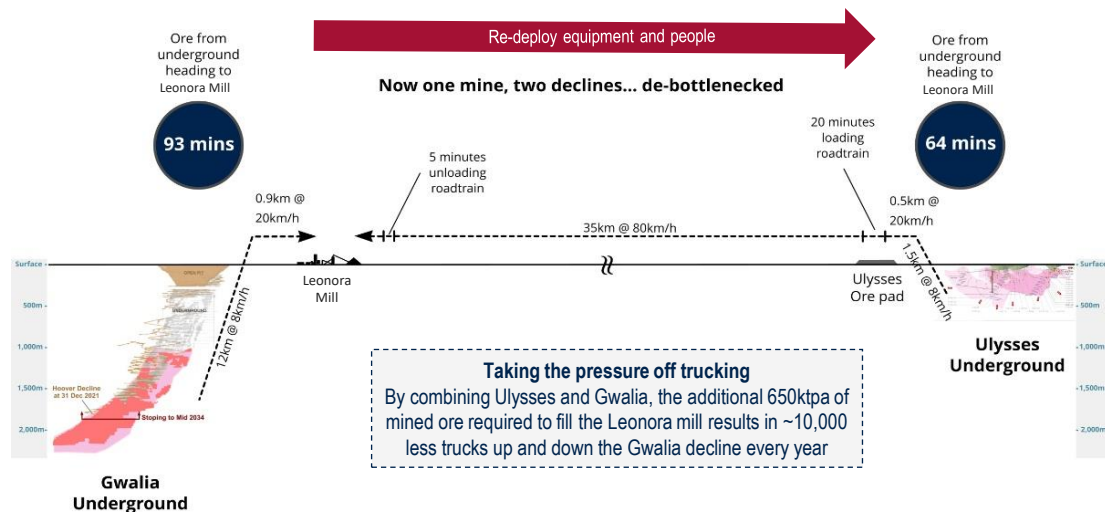 Re-deploy equipment and people
Ore from
underground
heading to
Leonora Mill
93 mins
Now one mine, two declines... de-bottlenecked
Ore from
underground
heading to
Leonora Mill
64 mins
5 minutes
unloading
roadtrain
20 minutes
loading
roadtrain
0.9km @
20km/h
35km @ 80km/h
0.5km @
20km/h
1.5km @ 8km/h
12km @ 8km/h
Surface
500m
1,000m
1,500m
2,000m
OPEN PIT
UNDERGROUND
Hoover Decline
at 31 Dec 2021
Stoping to Mid 2034
Leonora
Mill
Ulysses
Ore pad
Surface
500m
1,000m
1,500m
2,000m
Gwalia
Underground
Ulysses
Underground
Taking the pressure off trucking
By combining Ulysses and Gwalia, the additional 650ktpa of
mined ore required to fill the Leonora mill results in ~10,000
less trucks up and down the Gwalia decline every year